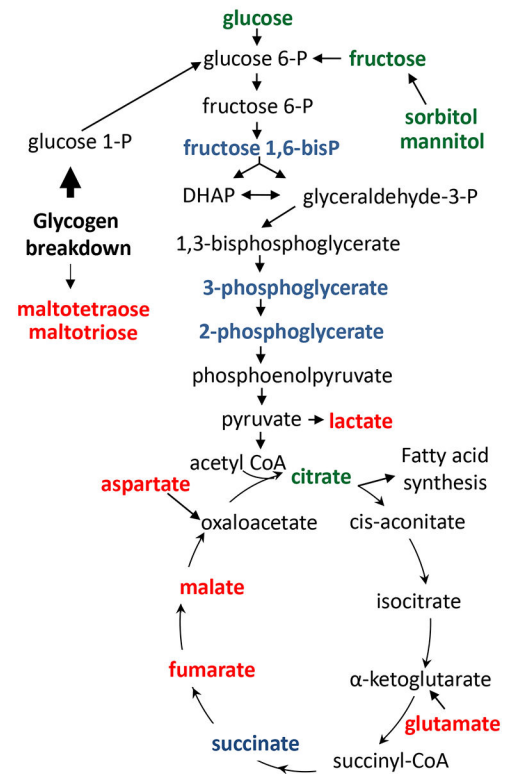 glucose
glucose 6-P
fructose
fructose 6-P
sorbitol
mannitol
glucose 1-P
fructose 1,6-bisP
DHAP
glyceraldehyde-3-P
Glycogen
breakdown
1,3-bisphosphoglycerate
3-phosphoglycerate
maltotetraose
maltotriose
2-phosphoglycerate
phosphoenolpyruvate
pyruvate
lactate
acetyl CoA
citrate
Fatty acid
synthesis
aspartate
oxaloacetate
cis-aconitate
malate
isocitrate
fumarate
α-ketoglutarate
glutamate
succinate
succinyl-CoA